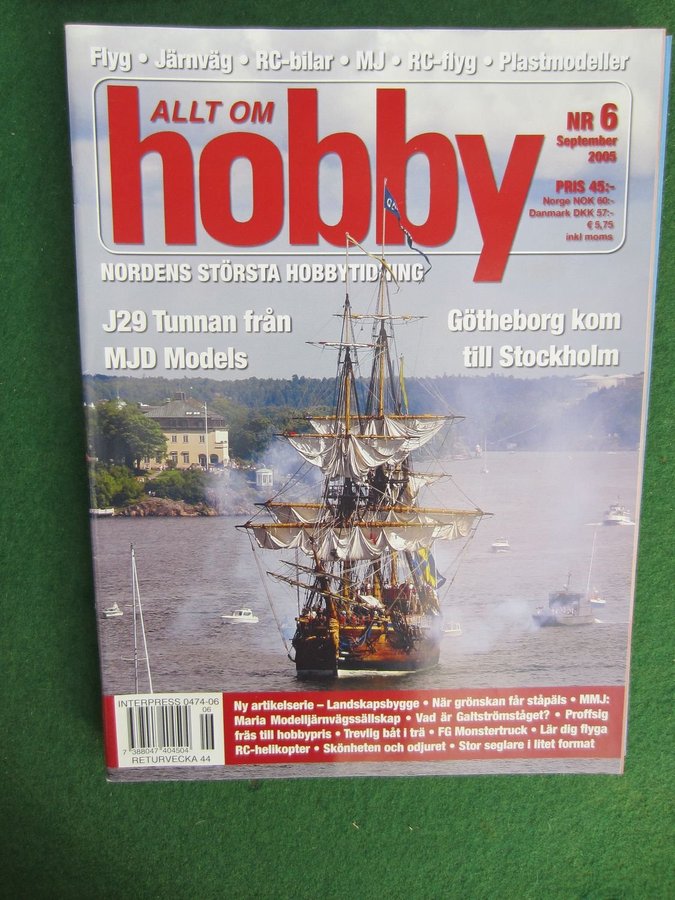 Flyg • Järnväg • RC-bilar • MJ • RC-flyg • Plastmodeller
ALLT OM
hobby
NR 6
September
2005
PRIS 45:-
Norge NOK 60:-
Danmark DKK 57:-
€ 5,75
inkl moms
NORDENS STÖRSTA HOBBYTIDNING
J29 Tunnan från
MJD Models
Götheborg kom
till Stockholm
INTERPRESS 0474-06
06
7 388047 404504
RETURVECKA 44
Ny artikelserie – Landskapsbygge • När grönskan får ståpäls • MMJ:
Maria Modelljärnvägssällskap • Vad är Galtströmståget? • Proffsig
fräs till hobbypris • Trevlig båt i trä • FG Monstertruck • Lär dig flyga
RC-helikopter • Skönheten och odjuret • Stor seglare i litet format